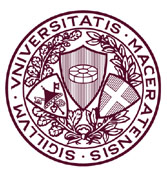 SIGILLVM · VNIVERSITATIS · MACERATENSIS ·